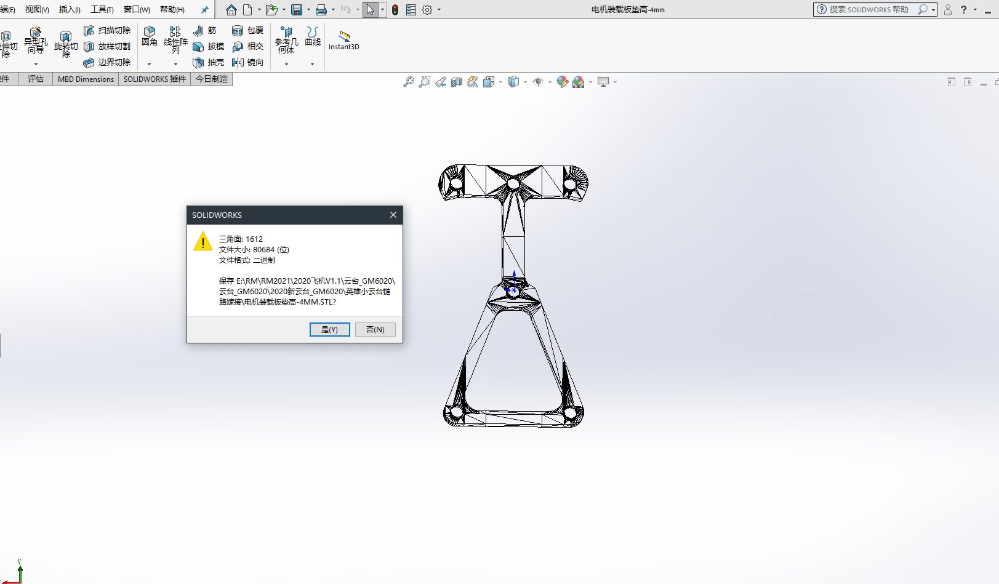 辑(E) 视图(V) 插入(I) 工具(T) 窗口(W) 帮助(H)
电机装载板垫高-4mm
搜索 SOLIDWORKS 帮助
拉伸切
除
异型孔
向导
旋转切
除
扫描切除
放样切割
边界切除
圆角
线性阵
列
筋
拔模
抽壳
包覆
相交
镜向
参考几
何体
曲线
Instant3D
件 评估 MBD Dimensions SOLIDWORKS 插件 今日制造
SOLIDWORKS
三角面: 1612
文件大小: 80684 (位)
文件格式: 二进制
保存 E:\RM\RM2021\2020飞机V1.1\云台_GM6020\
云台_GM6020\2020新云台_GM6020\英雄小云台链
路嫁接\电机装载板垫高-4MM.STL?
是(Y) 否(N)
Y